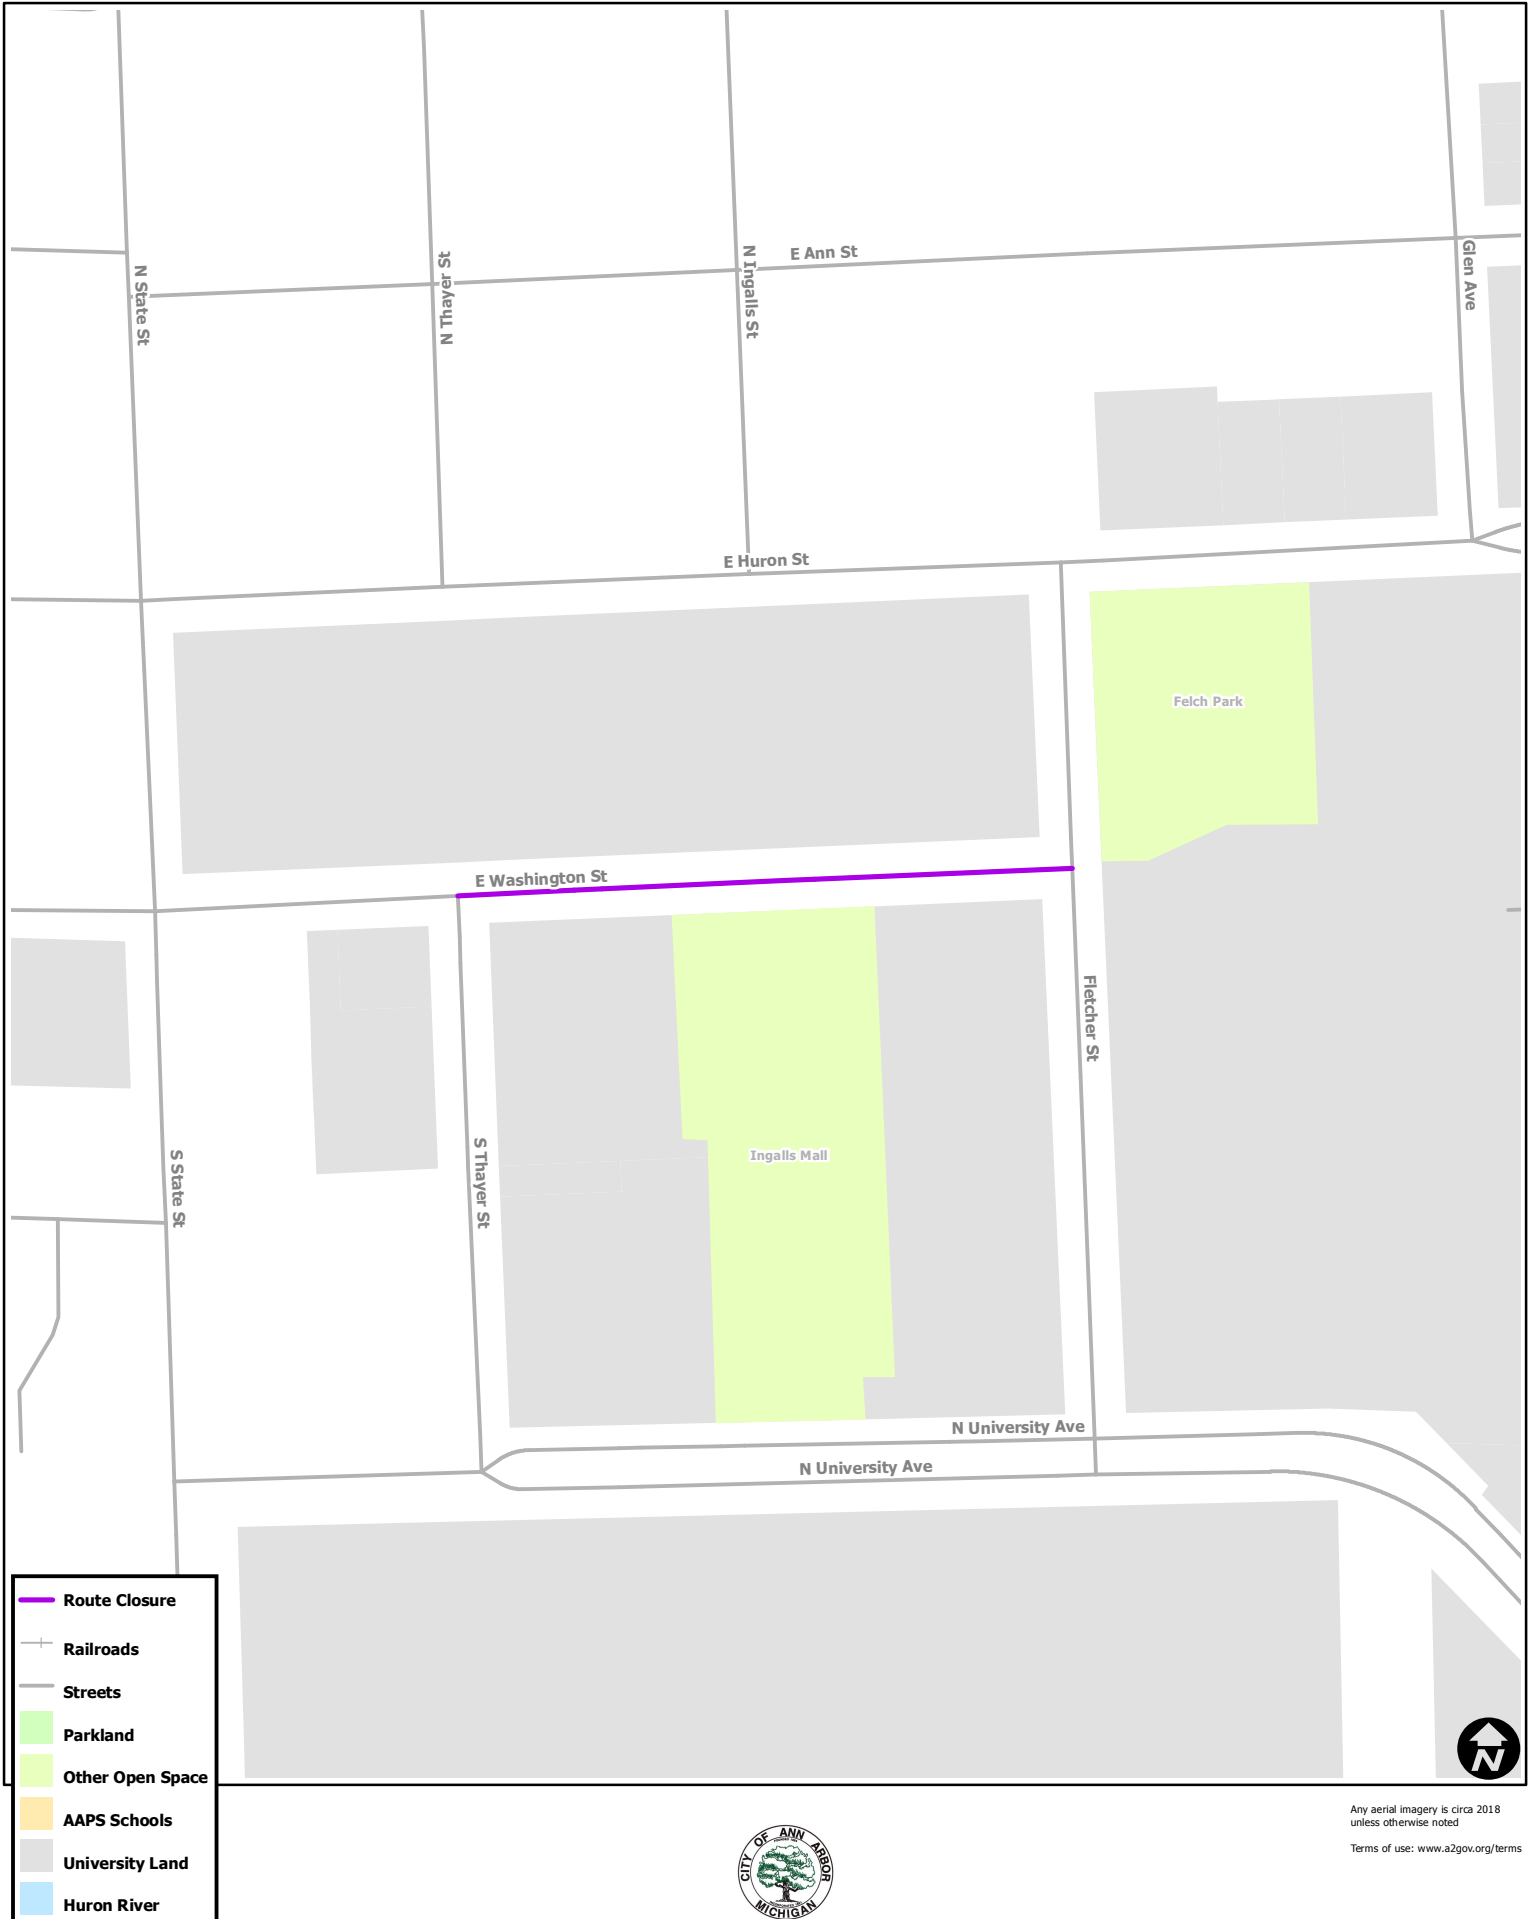 N State St
N Thayer St
N Ingalls St
E Ann St
Glen Ave
E Huron St
Felch Park
E Washington St
Fletcher St
S State St
S Thayer St
Ingalls Mall
N University Ave
N University Ave
Route Closure
Railroads
Streets
Parkland
Other Open Space
AAPS Schools
University Land
Huron River
N
Any aerial imagery is circa 2018
unless otherwise noted
Terms of use: www.a2gov.org/terms
CITY OF ANN ARBOR
MICHIGAN